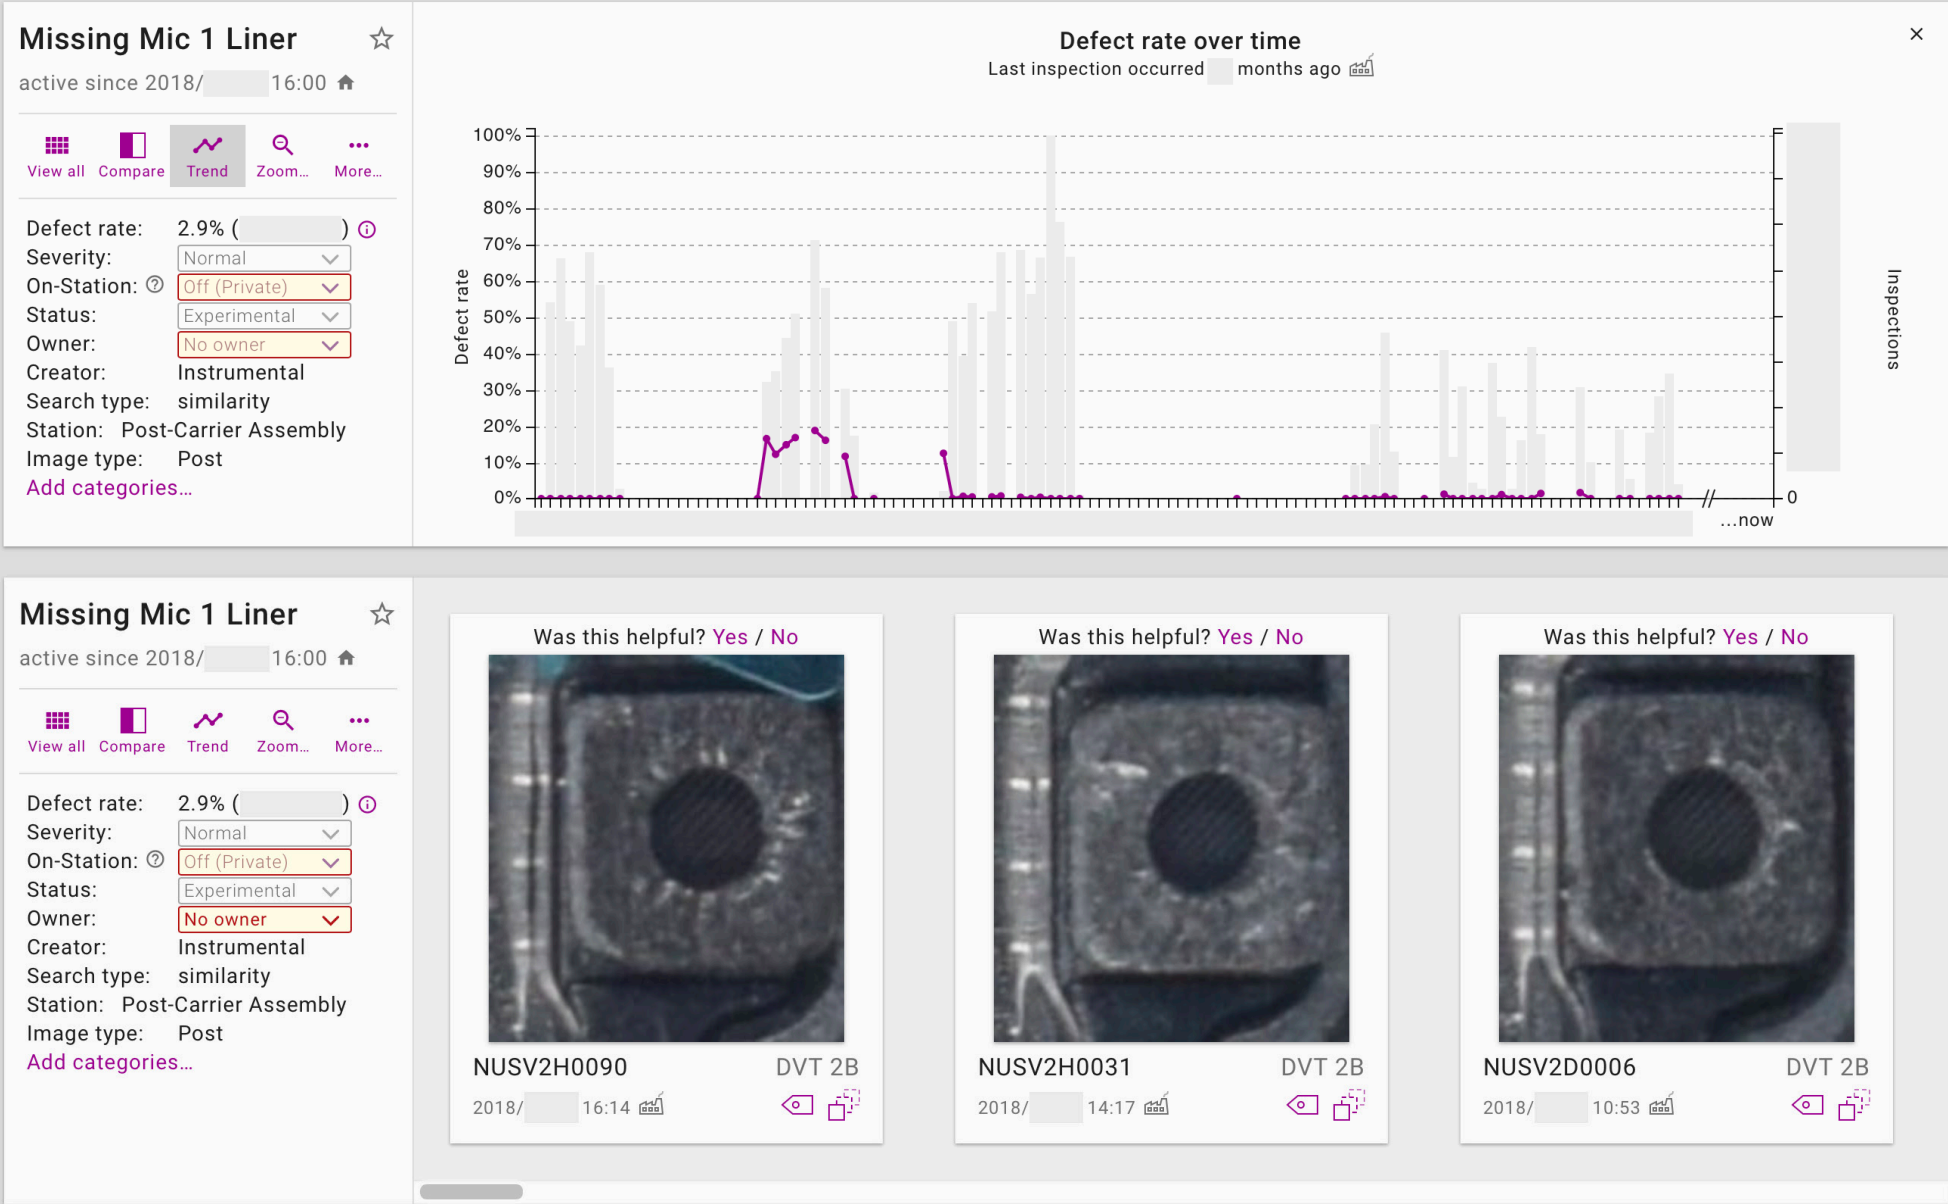 Missing Mic 1 Liner
active since 2018/ 16:00
View all Compare Trend Zoom... More...
Defect rate: 2.9% ( )
Severity: Normal
On-Station: Off (Private)
Status: Experimental
Owner: No owner
Creator: Instrumental
Search type: similarity
Station: Post-Carrier Assembly
Image type: Post
Add categories...
Defect rate over time
Last inspection occurred months ago
100%
90%
80%
70%
60%
50%
40%
30%
20%
10%
0%
Defect rate
Inspections
0
...now
Missing Mic 1 Liner
active since 2018/ 16:00
View all Compare Trend Zoom... More...
Defect rate: 2.9% ( )
Severity: Normal
On-Station: Off (Private)
Status: Experimental
Owner: No owner
Creator: Instrumental
Search type: similarity
Station: Post-Carrier Assembly
Image type: Post
Add categories...
Was this helpful? Yes / No
NUSV2H0090 DVT 2B
2018/ 16:14
Was this helpful? Yes / No
NUSV2H0031 DVT 2B
2018/ 14:17
Was this helpful? Yes / No
NUSV2D0006 DVT 2B
2018/ 10:53